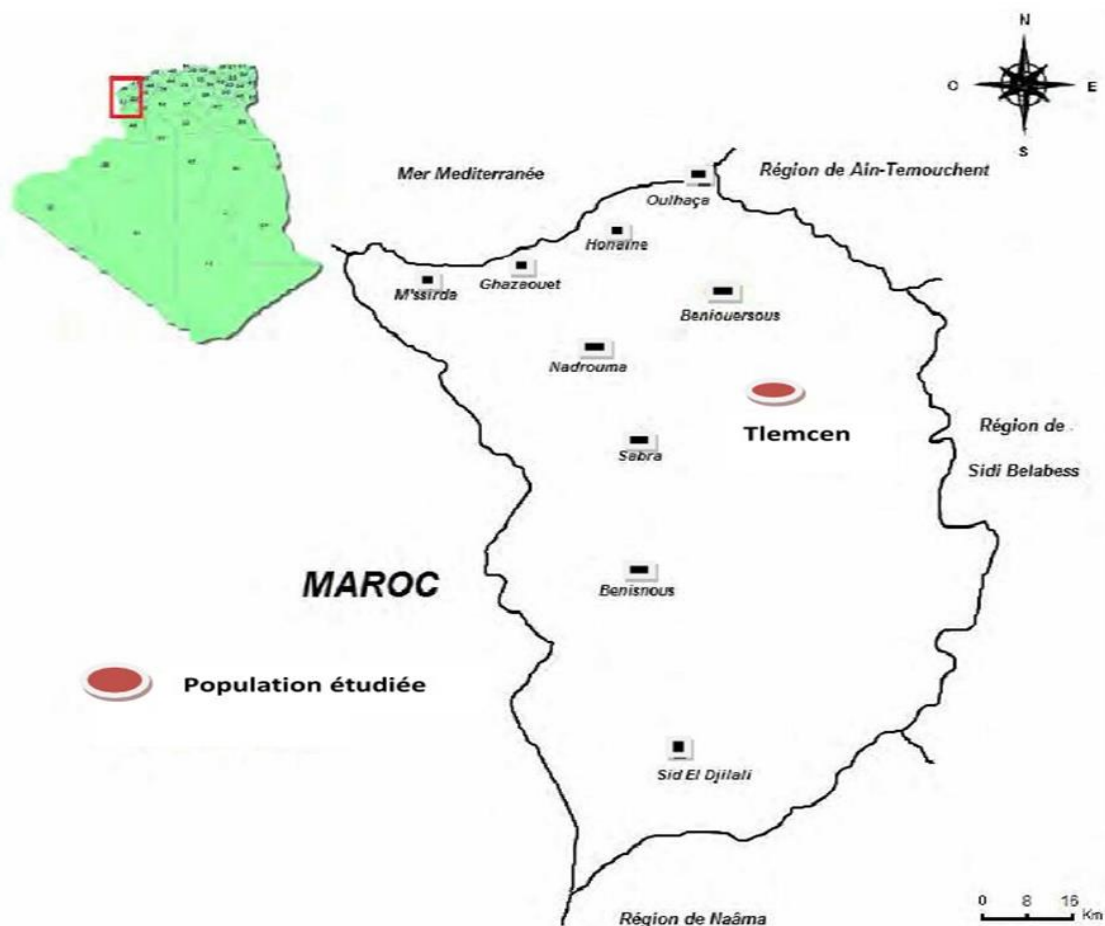 N
O
E
S
Mer Mediterranée
Région de Ain-Temouchent
Oulhaça
Honaine
M'ssirda
Ghazaouet
Beniouersous
Nadrouma
Tlemcen
Sabra
Région de
Sidi Belabess
MAROC
Benisnous
Population étudiée
Sid El Djilali
Région de Naâma
0 8 16
Km